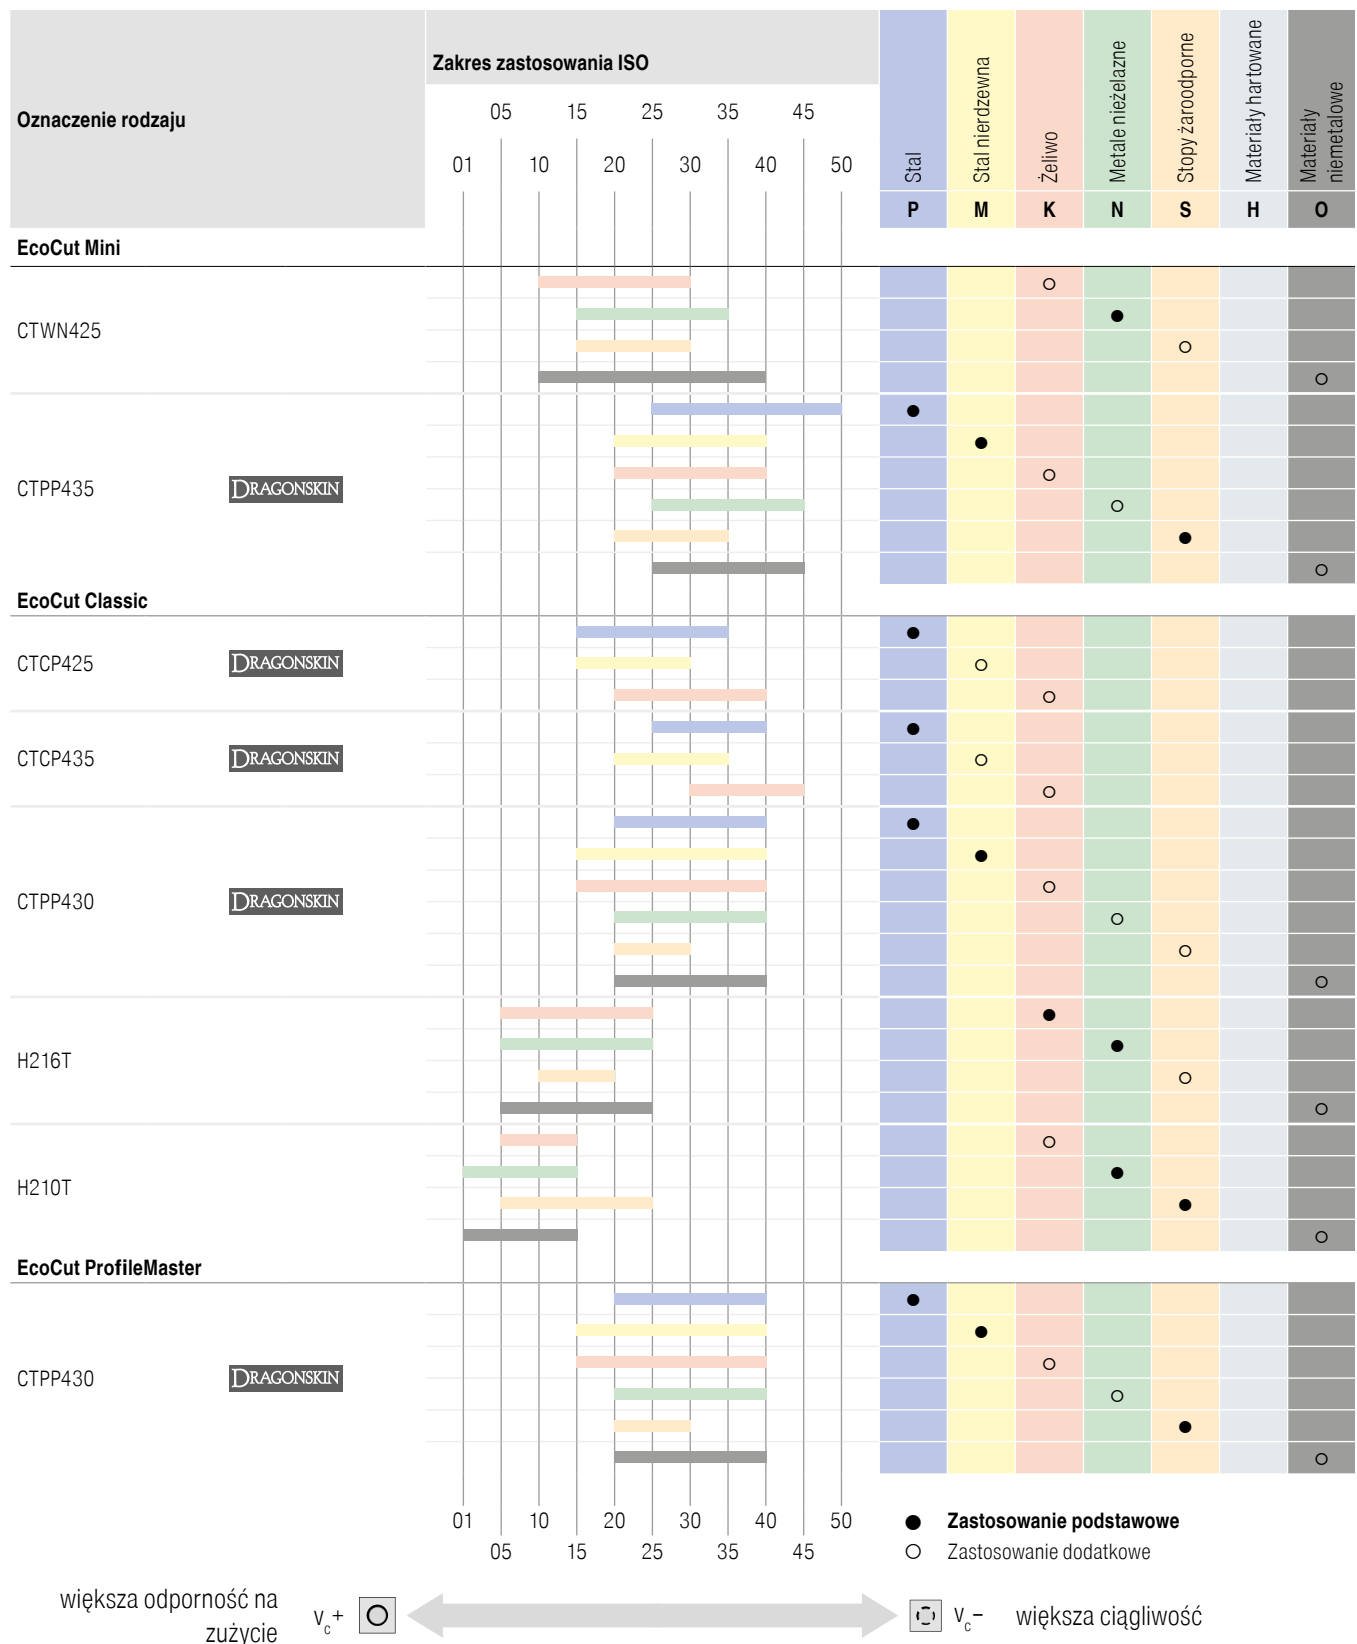 Oznaczenie rodzaju
Zakres zastosowania ISO
05 15 25 35 45
01 10 20 30 40 50
Stal
Stal nierdzewna
Żeliwo
Metale nieżelazne
Stopy żaroodporne
Materiały hartowane
Materiały
niemetalowe
P M K N S H O
EcoCut Mini
CTWN425
CTPP435 DRAGONSKIN
EcoCut Classic
CTCP425 DRAGONSKIN
CTCP435 DRAGONSKIN
CTPP430 DRAGONSKIN
H216T
H210T
EcoCut ProfileMaster
CTPP430 DRAGONSKIN
01 10 20 30 40 50
05 15 25 35 45
● Zastosowanie podstawowe
○ Zastosowanie dodatkowe
większa odporność na
zużycie
vc+
vc−
większa ciągliwość